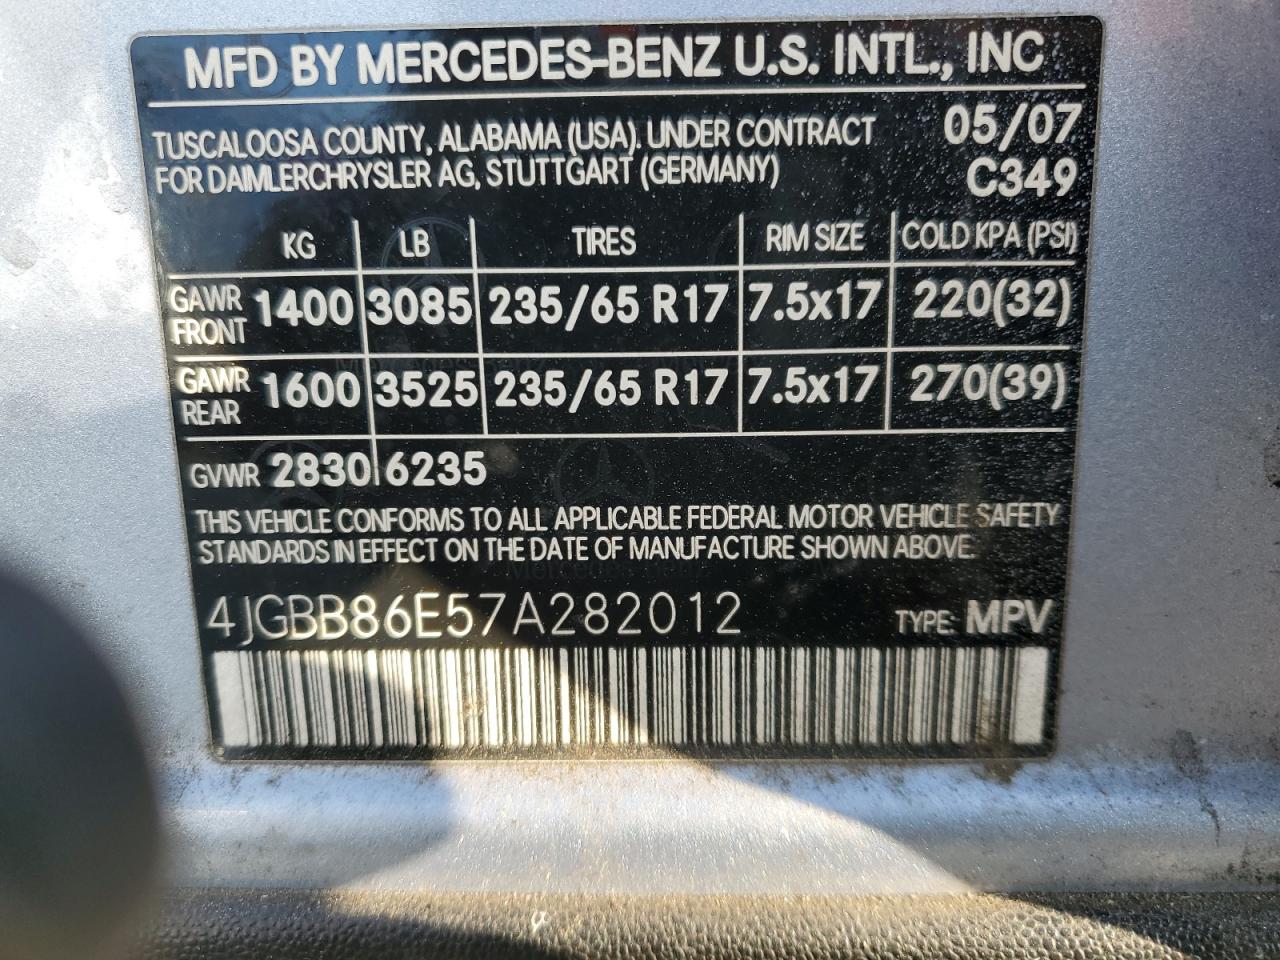 MFD BY MERCEDES-BENZ U.S. INTL., INC
TUSCALOOSA COUNTY, ALABAMA (USA). UNDER CONTRACT 05/07
FOR DAIMLERCHRYSLER AG, STUTTGART (GERMANY) C349
KG LB TIRES RIM SIZE COLD KPA (PSI)
GAWR FRONT 1400 3085 235/65 R17 7.5x17 220(32)
GAWR REAR 1600 3525 235/65 R17 7.5x17 270(39)
GVWR 2830 6235
THIS VEHICLE CONFORMS TO ALL APPLICABLE FEDERAL MOTOR VEHICLE SAFETY
STANDARDS IN EFFECT ON THE DATE OF MANUFACTURE SHOWN ABOVE.
4JGBB86E57A282012 TYPE: MPV